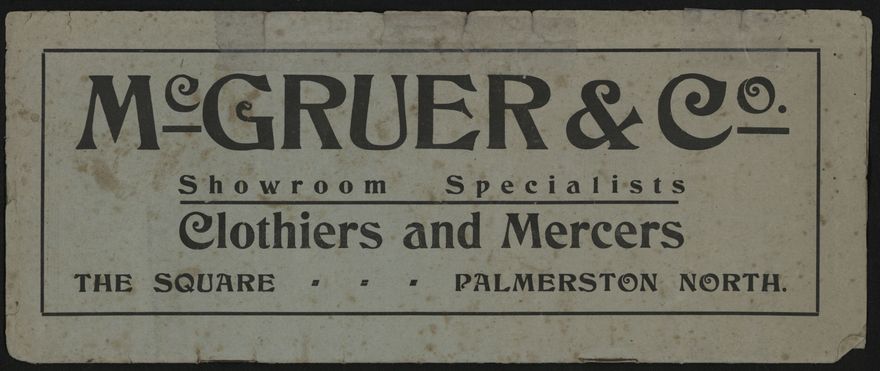 McGRUER & Co.
Showroom Specialists
Clothiers and Mercers
THE SQUARE - - - PALMERSTON NORTH.